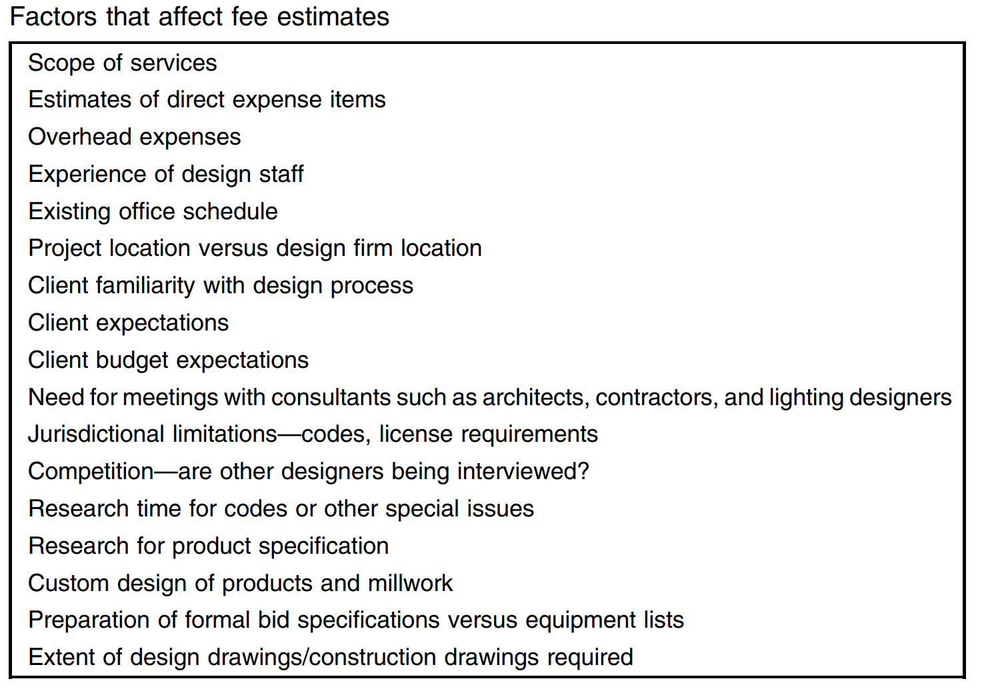 Factors that affect fee estimates
Scope of services
Estimates of direct expense items
Overhead expenses
Experience of design staff
Existing office schedule
Project location versus design firm location
Client familiarity with design process
Client expectations
Client budget expectations
Need for meetings with consultants such as architects, contractors, and lighting designers
Jurisdictional limitations—codes, license requirements
Competition—are other designers being interviewed?
Research time for codes or other special issues
Research for product specification
Custom design of products and millwork
Preparation of formal bid specifications versus equipment lists
Extent of design drawings/construction drawings required